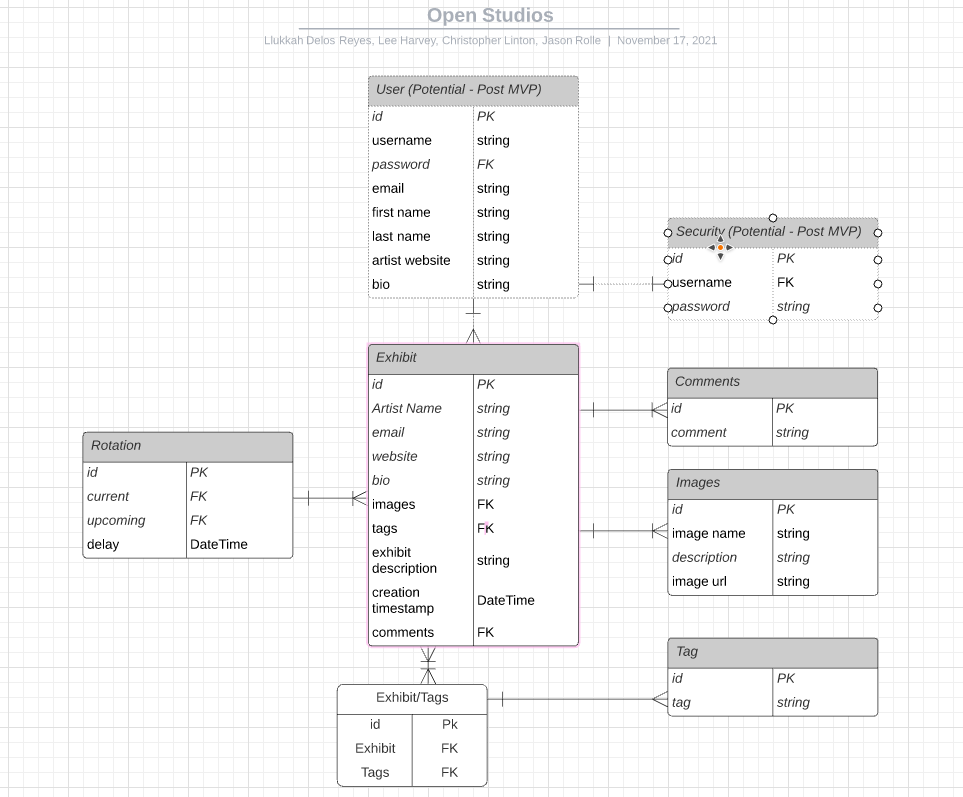 Open Studios
Llukkah Delos Reyes, Lee Harvey, Christopher Linton, Jason Rolle | November 17, 2021
User (Potential - Post MVP)
id PK
username string
password FK
email string
first name string
last name string
artist website string
bio string
Security (Potential - Post MVP)
id PK
username FK
password string
Exhibit
id PK
Artist Name string
email string
website string
bio string
images FK
tags FK
exhibit
description string
creation
timestamp DateTime
comments FK
Comments
id PK
comment string
Rotation
id PK
current FK
upcoming FK
delay DateTime
Images
id PK
image name string
description string
image url string
Tag
id PK
tag string
Exhibit/Tags
id Pk
Exhibit FK
Tags FK